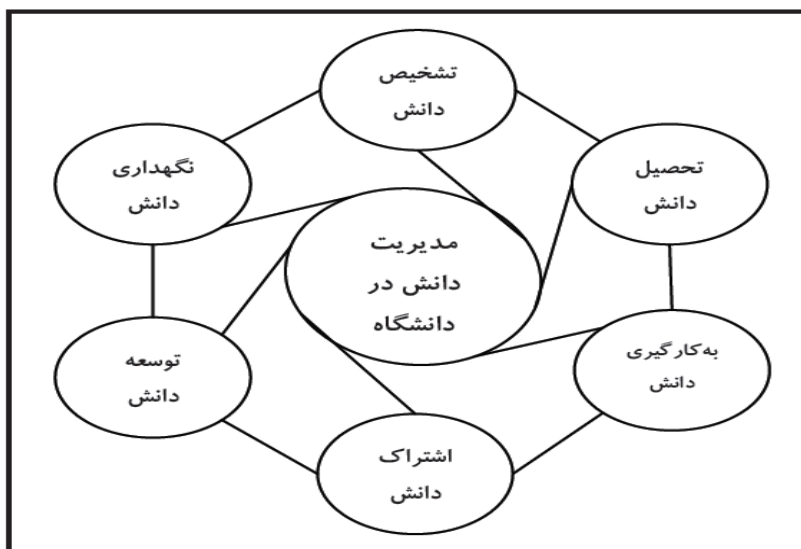 تشخیص
دانش
تحصیل
دانش
به‌کارگیری
دانش
اشتراک
دانش
توسعه
دانش
نگهداری
دانش
مدیریت
دانش در
دانشگاه